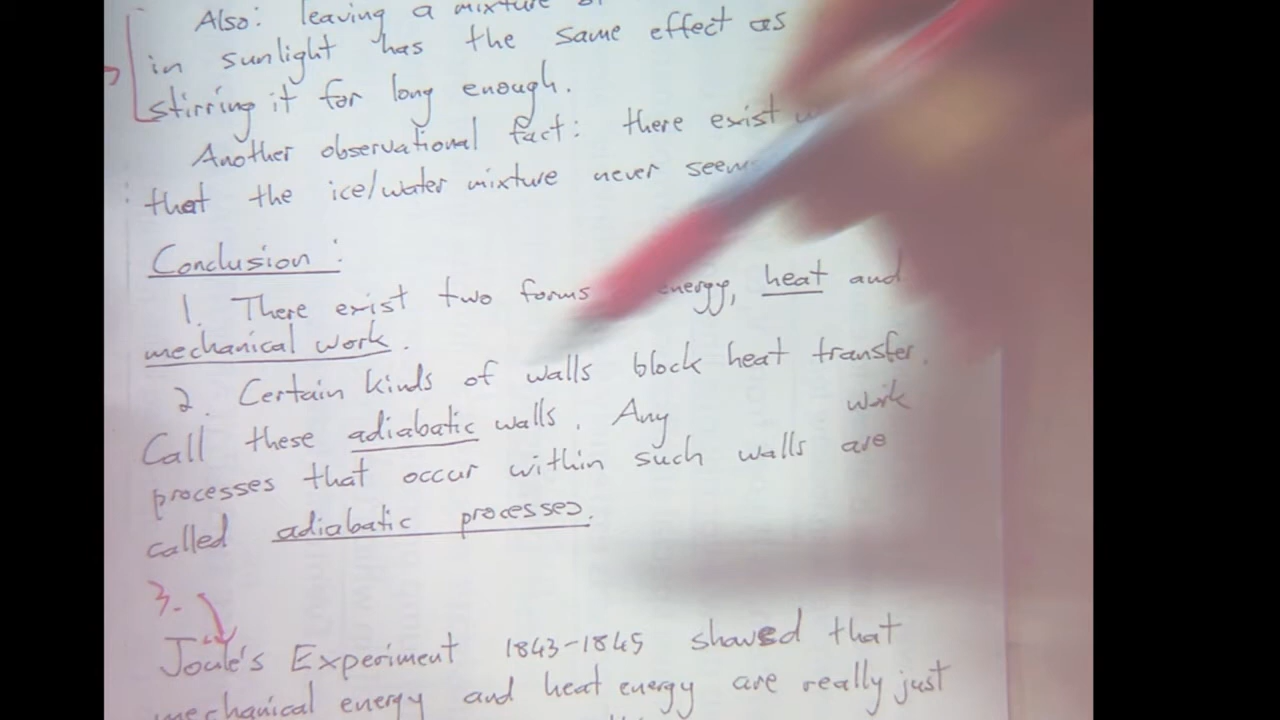 Also: leaving a mixture
in sunlight has the same effect as
stirring it for long enough.
Another observational fact: there exist
that the ice/water mixture never
Conclusion:
1. There exist two forms energy, heat and
mechanical work.
2. Certain kinds of walls block heat transfer.
Call these adiabatic walls. Any work
processes that occur within such walls are
called adiabatic processes.
3.
Joule's Experiment 1843-1845 showed that
mechanical energy and heat energy are really just